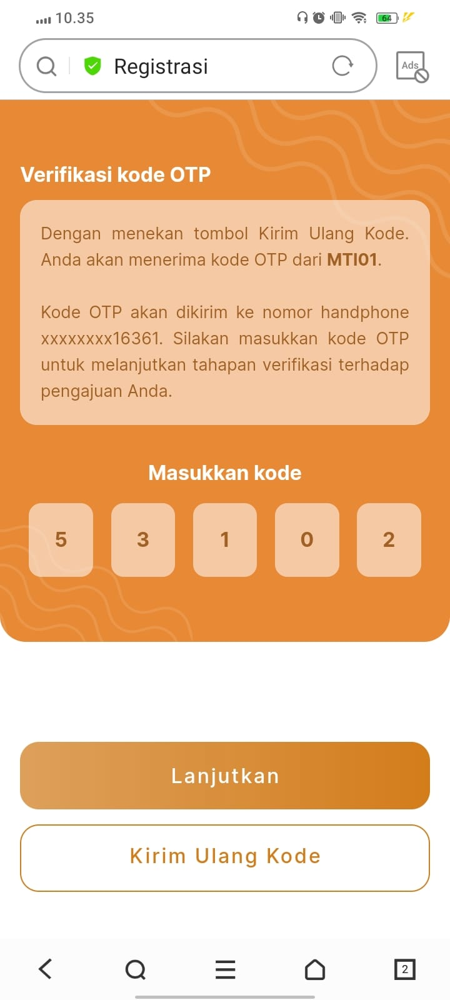 10.35
64
Registrasi
Ads
Verifikasi kode OTP
Dengan menekan tombol Kirim Ulang Kode.
Anda akan menerima kode OTP dari MTI01.
Kode OTP akan dikirim ke nomor handphone
xxxxxxxx16361. Silakan masukkan kode OTP
untuk melanjutkan tahapan verifikasi terhadap
pengajuan Anda.
Masukkan kode
5 3 1 0 2
Lanjutkan
Kirim Ulang Kode
2